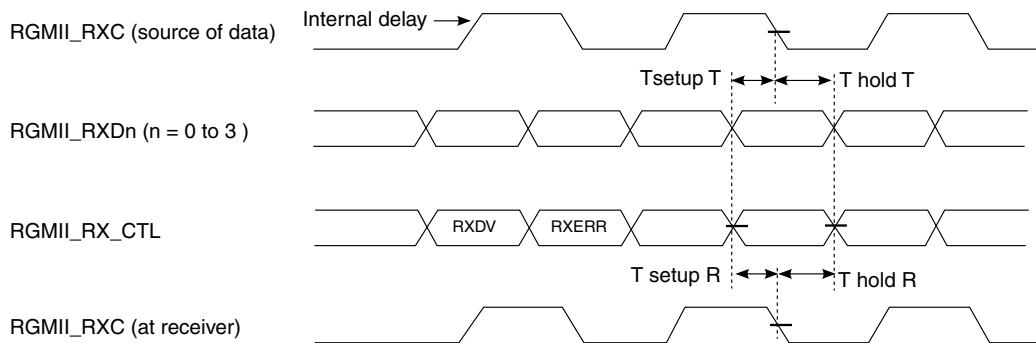 Internal delay
RGMII_RXC (source of data)
Tsetup T
T hold T
RGMII_RXDn (n = 0 to 3 )
RGMII_RX_CTL
RXDV
RXERR
T setup R
T hold R
RGMII_RXC (at receiver)